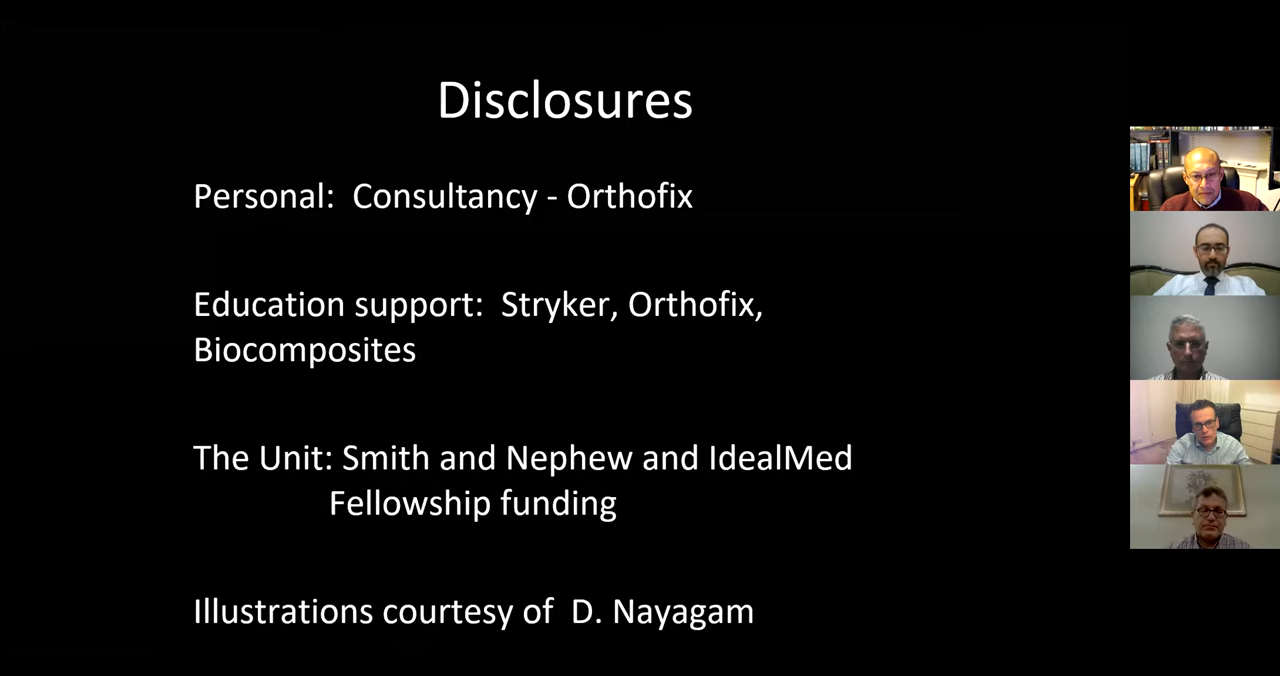 Disclosures
Personal:  Consultancy - Orthofix
Education support:  Stryker, Orthofix,
Biocomposites
The Unit: Smith and Nephew and IdealMed
Fellowship funding
Illustrations courtesy of  D. Nayagam